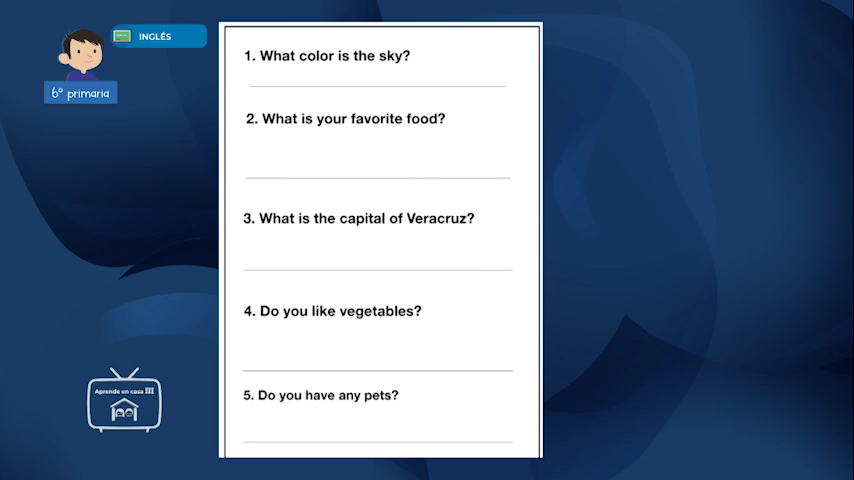 INGLÉS
6º primaria
1. What color is the sky?
2. What is your favorite food?
3. What is the capital of Veracruz?
4. Do you like vegetables?
5. Do you have any pets?
Aprende en casa III